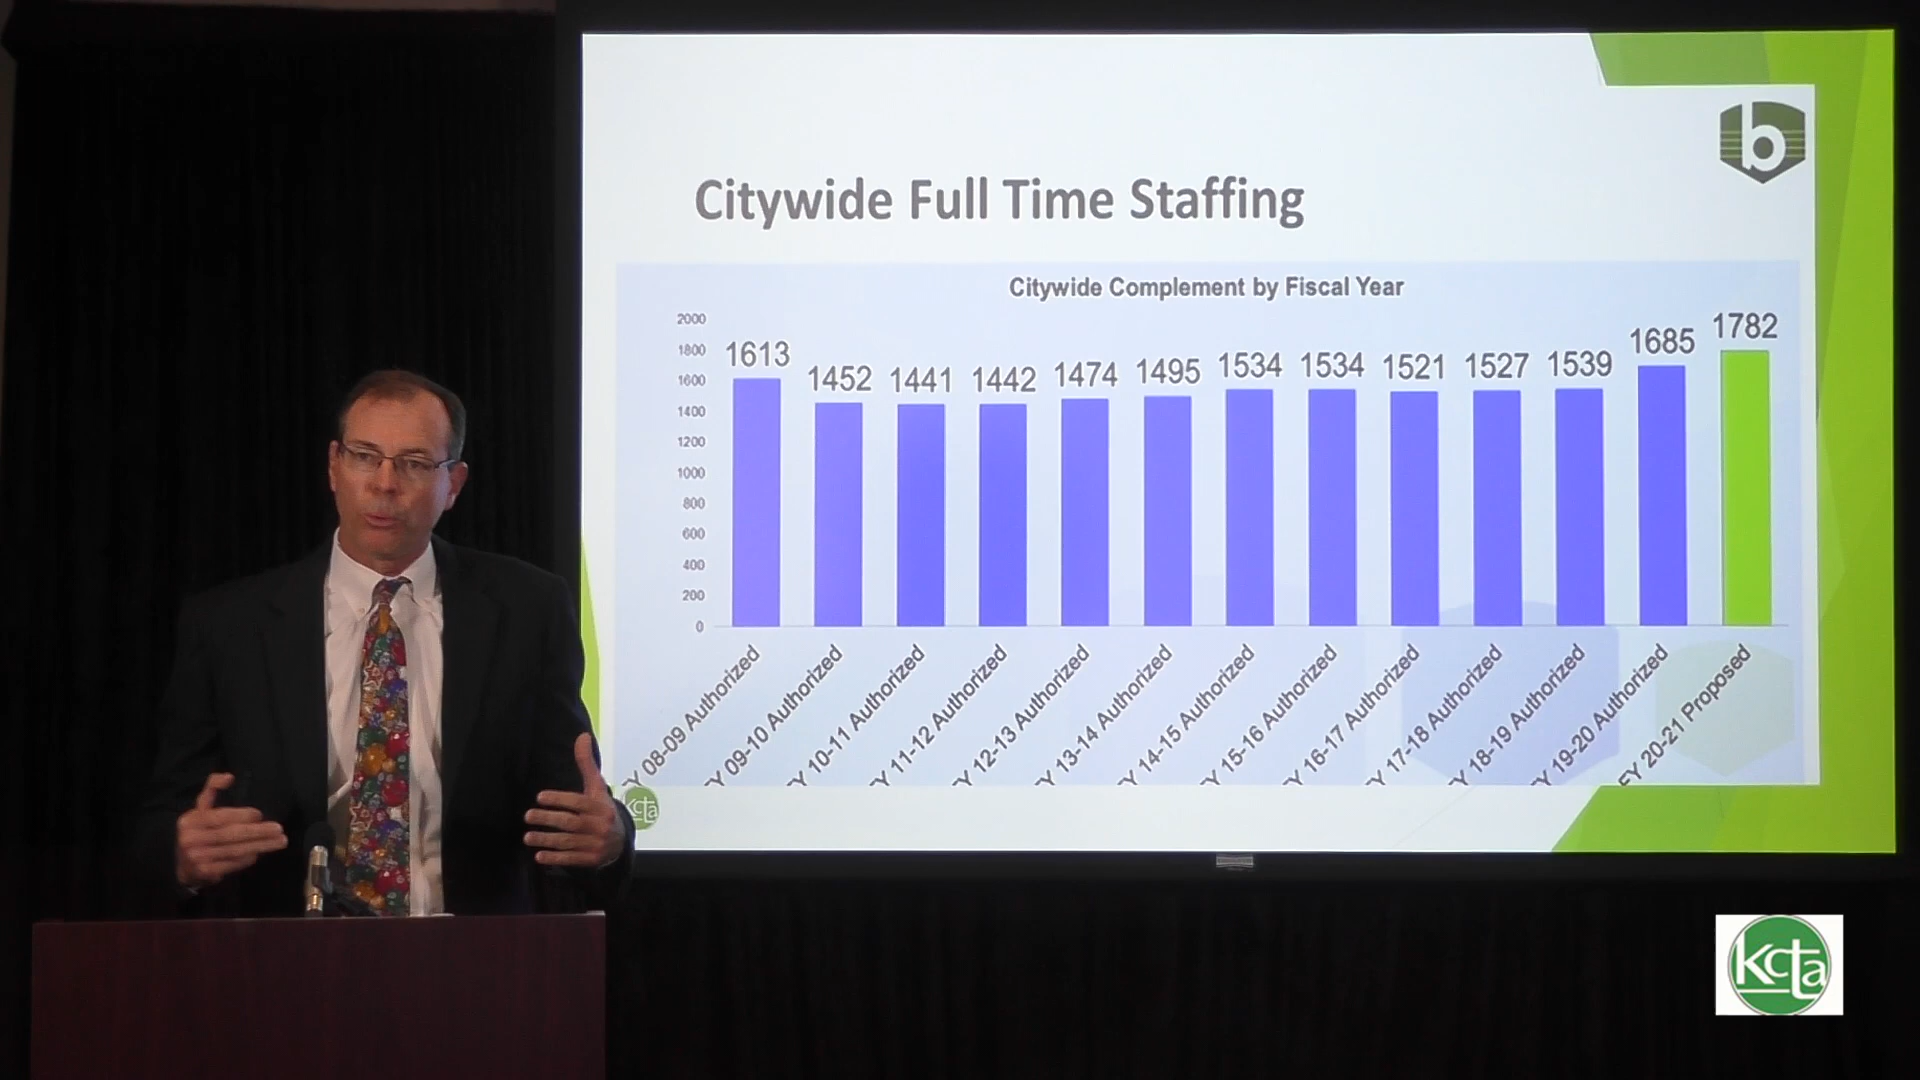 b
Citywide Full Time Staffing
Citywide Complement by Fiscal Year
2000
1800
1600
1400
1200
1000
800
600
400
200
0
1613
1452
1441
1442
1474
1495
1534
1534
1521
1527
1539
1685
1782
Y 08-09 Authorized
Y 09-10 Authorized
Y 10-11 Authorized
Y 11-12 Authorized
Y 12-13 Authorized
Y 13-14 Authorized
Y 14-15 Authorized
Y 15-16 Authorized
Y 16-17 Authorized
Y 17-18 Authorized
Y 18-19 Authorized
Y 19-20 Authorized
FY 20-21 Proposed
kcta
kcta